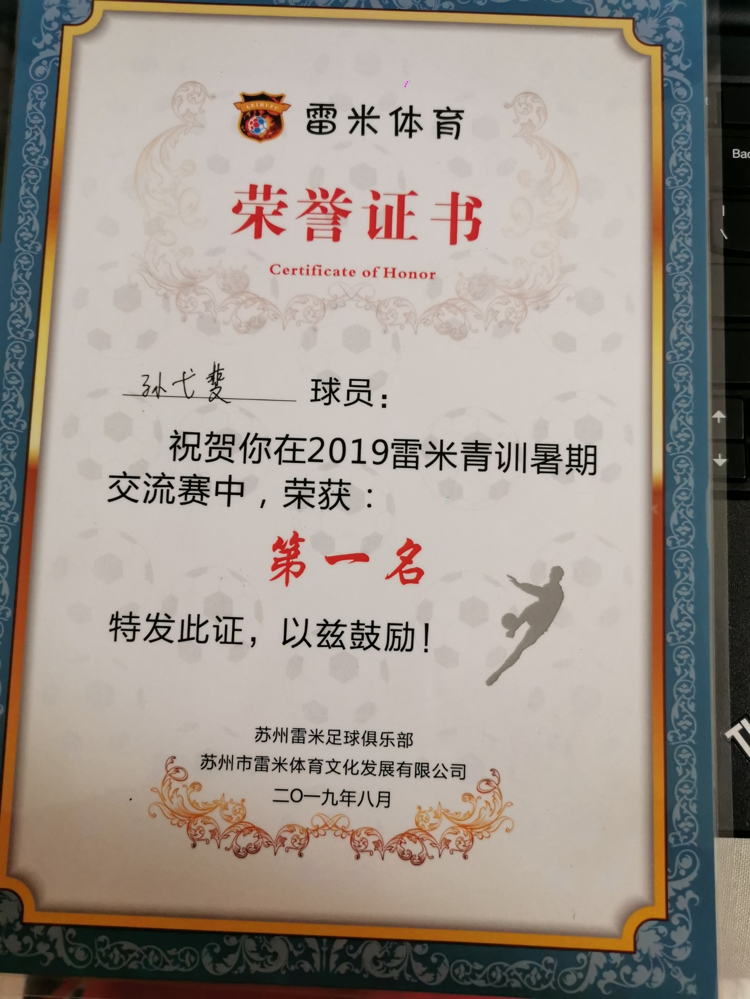 LEIMI-FC
雷米体育
荣誉证书
Certificate of Honor
孙弋斐 球员：
祝贺你在2019雷米青训暑期
交流赛中，荣获：
第一名
特发此证，以兹鼓励！
苏州雷米足球俱乐部
苏州市雷米体育文化发展有限公司
二O一九年八月
Bac
\